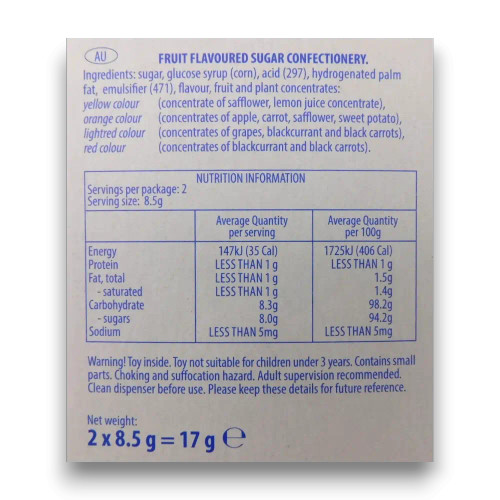 AU
FRUIT FLAVOURED SUGAR CONFECTIONERY.
Ingredients: sugar, glucose syrup (corn), acid (297), hydrogenated palm
fat, emulsifier (471), flavour, fruit and plant concentrates:
yellow colour (concentrate of safflower, lemon juice concentrate),
orange colour (concentrates of apple, carrot, safflower, sweet potato),
lightred colour (concentrates of grapes, blackcurrant and black carrots),
red colour (concentrates of blackcurrant and black carrots).
NUTRITION INFORMATION
Servings per package: 2
Serving size: 8.5g
Average Quantity per serving Average Quantity per 100g
Energy 147kJ (35 Cal) 1725kJ (406 Cal)
Protein LESS THAN 1 g LESS THAN 1 g
Fat, total LESS THAN 1 g 1.5g
- saturated LESS THAN 1 g 1.4g
Carbohydrate 8.3g 98.2g
- sugars 8.0g 94.2g
Sodium LESS THAN 5mg LESS THAN 5mg
Warning! Toy inside. Toy not suitable for children under 3 years. Contains small
parts. Choking and suffocation hazard. Adult supervision recommended.
Clean dispenser before use. Please keep these details for future reference.
Net weight:
2 x 8.5 g = 17 g ℮